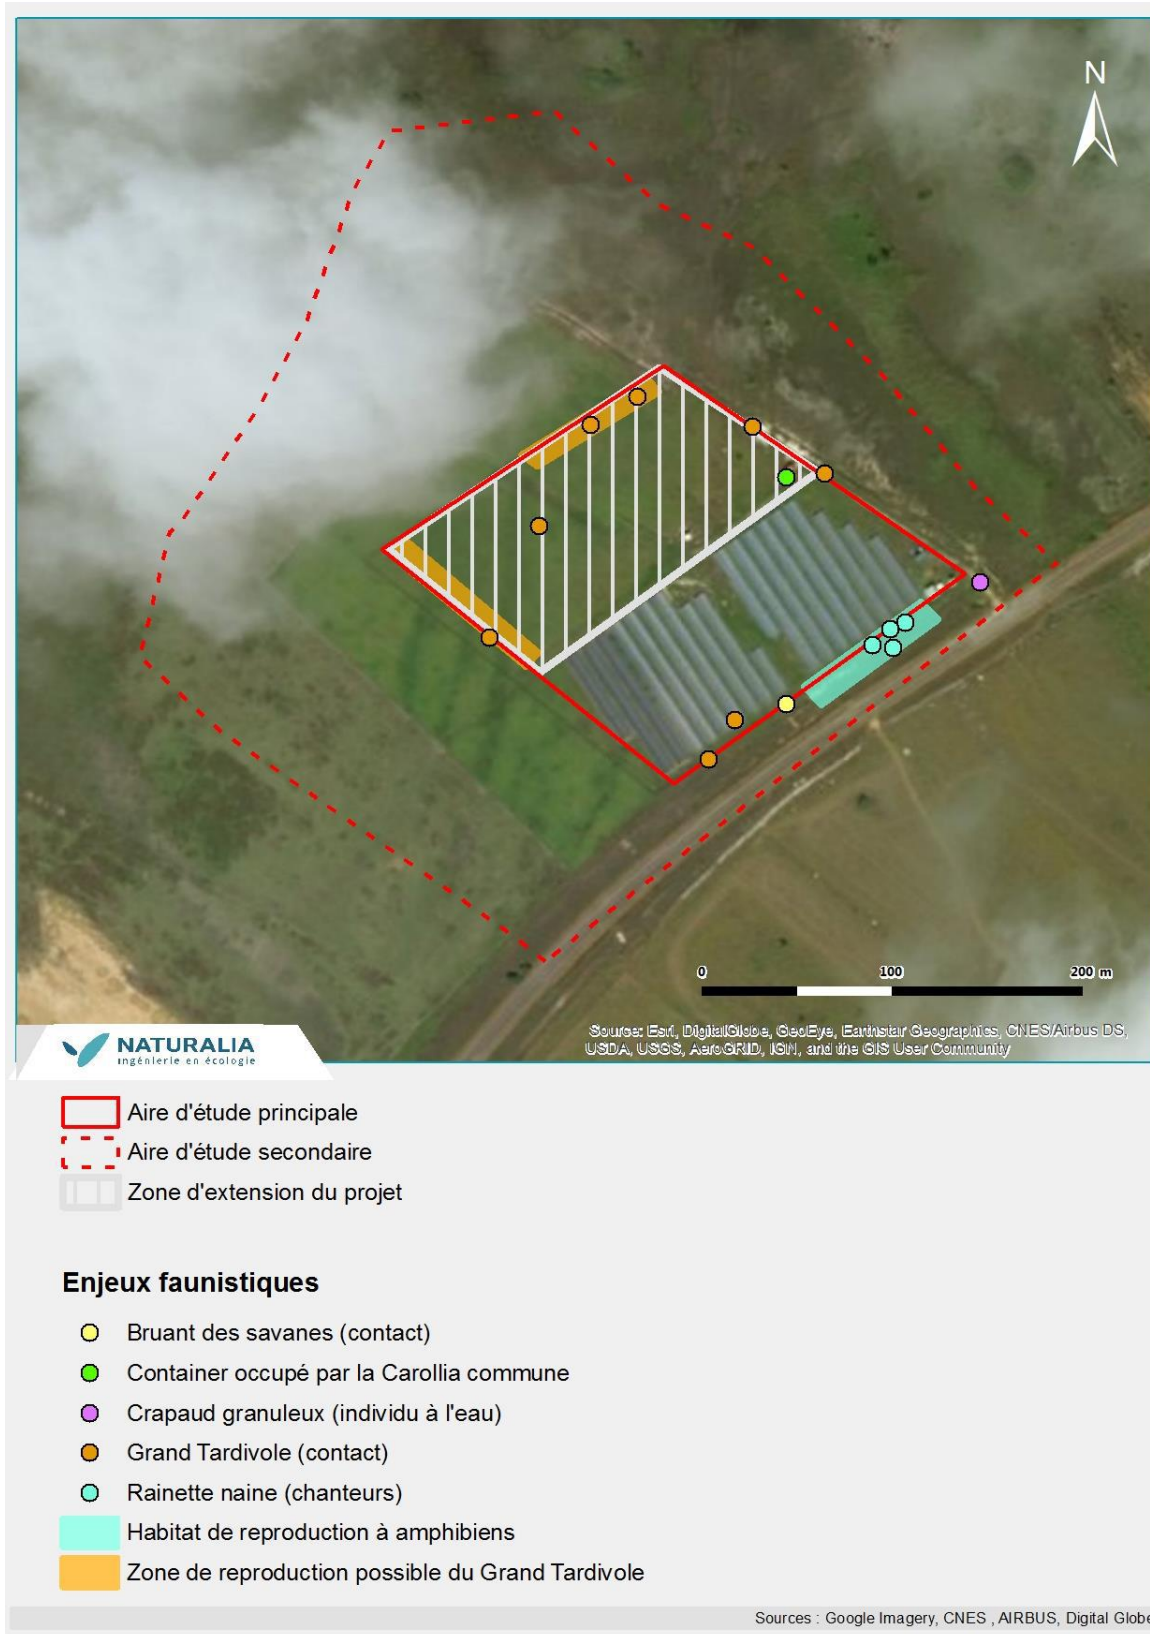 N
0 100 200 m
Source: Esri, DigitalGlobe, GeoEye, Earthstar Geographics, CNES/Airbus DS,
USDA, USGS, AeroGRID, IGN, and the GIS User Community
NATURALIA
ingénierie en écologie
Aire d'étude principale
Aire d'étude secondaire
Zone d'extension du projet
Enjeux faunistiques
Bruant des savanes (contact)
Container occupé par la Carollia commune
Crapaud granuleux (individu à l'eau)
Grand Tardivole (contact)
Rainette naine (chanteurs)
Habitat de reproduction à amphibiens
Zone de reproduction possible du Grand Tardivole
Sources : Google Imagery, CNES , AIRBUS, Digital Globe